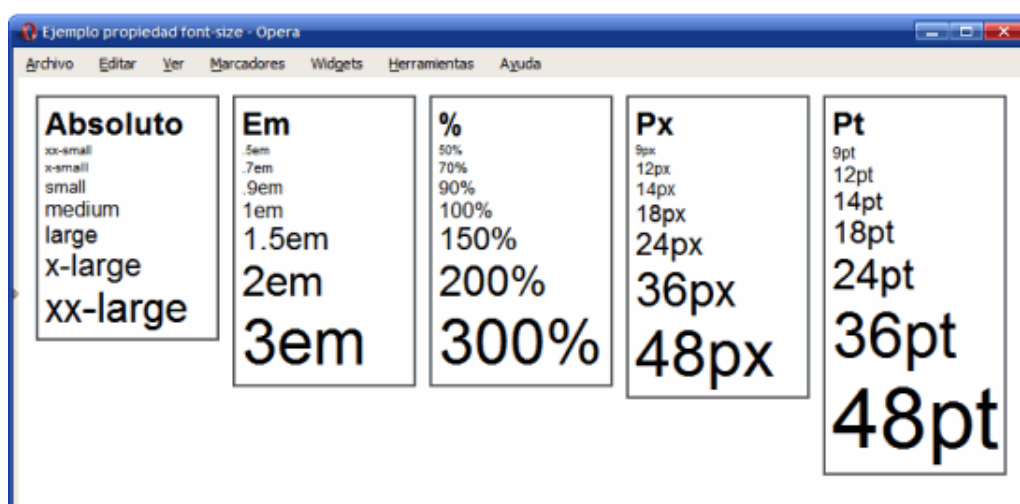 Ejemplo propiedad font-size - Opera
Archivo Editar Ver Marcadores Widgets Herramientas Ayuda
Absoluto
xx-small
x-small
small
medium
large
x-large
xx-large
Em
.5em
.7em
.9em
1em
1.5em
2em
3em
%
50%
70%
90%
100%
150%
200%
300%
Px
9px
12px
14px
18px
24px
36px
48px
Pt
9pt
12pt
14pt
18pt
24pt
36pt
48pt